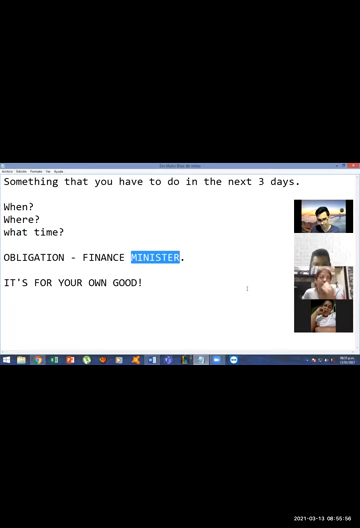 Something that you have to do in the next 3 days.
When?
Where?
what time?
OBLIGATION - FINANCE MINISTER.
IT'S FOR YOUR OWN GOOD!
2021-03-13 08:55:56